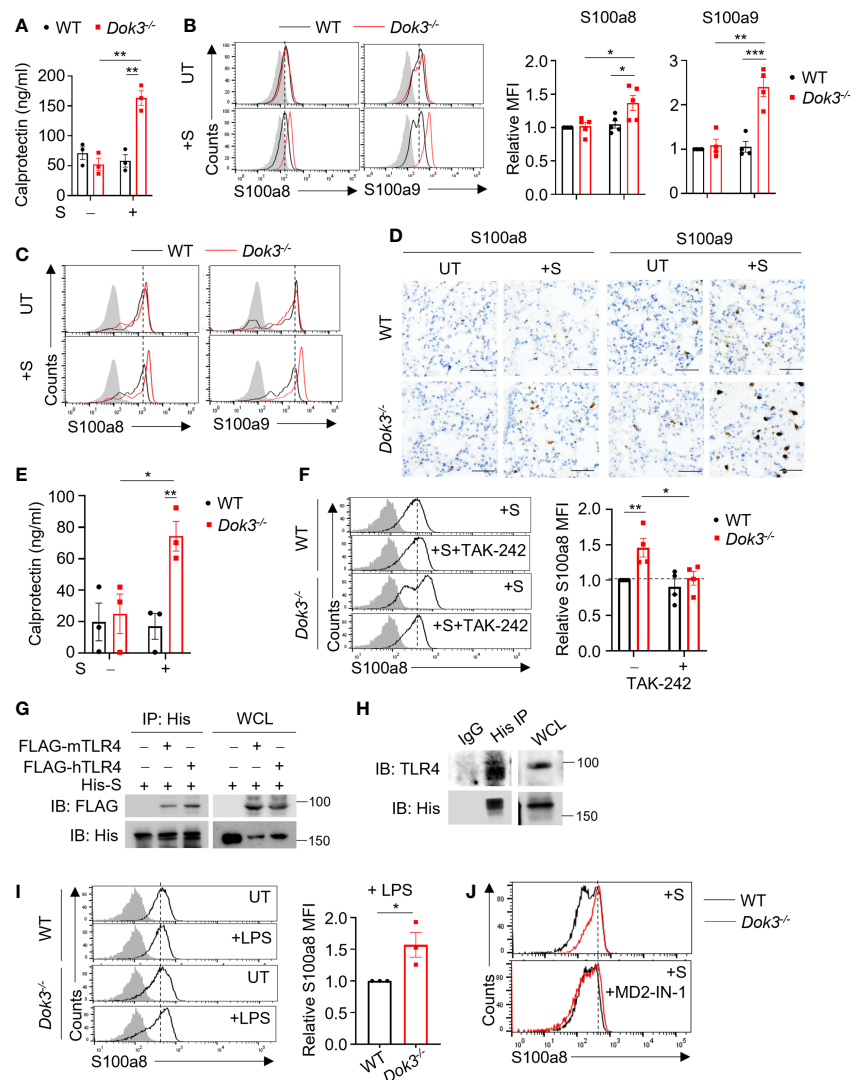 A
WT Dok3-/-
Calprotectin (ng/ml)
200
150
100
50
0
**
**
S – +
B
WT Dok3-/-
UT
+S
Counts
S100a8
S100a9
S100a8
S100a9
Relative MFI
2.0
1.5
1.0
0.5
0.0
*
*
3
2
1
0
**
***
WT
Dok3-/-
S – + – +
C
WT Dok3-/-
UT
+S
Counts
S100a8
S100a9
D
S100a8 S100a9
UT +S UT +S
WT
Dok3-/-
E
Calprotectin (ng/ml)
100
80
60
40
20
0
*
**
WT
Dok3-/-
S – +
F
WT
Dok3-/-
+S
+S+TAK-242
+S
+S+TAK-242
Counts
S100a8
Relative S100a8 MFI
2.0
1.5
1.0
0.5
0.0
**
*
WT
Dok3-/-
– +
TAK-242
G
IP: His WCL
FLAG-mTLR4 – + – – + –
FLAG-hTLR4 – – + – – +
His-S + + + + + +
IB: FLAG 100
IB: His 150
H
IgG His IP WCL
IB: TLR4 100
IB: His 150
I
WT
Dok3-/-
UT
+LPS
UT
+LPS
Counts
S100a8
+ LPS
Relative S100a8 MFI
2.0
1.5
1.0
0.5
0.0
*
WT Dok3-/-
J
+S
+S
+MD2-IN-1
WT
Dok3-/-
Counts
S100a8